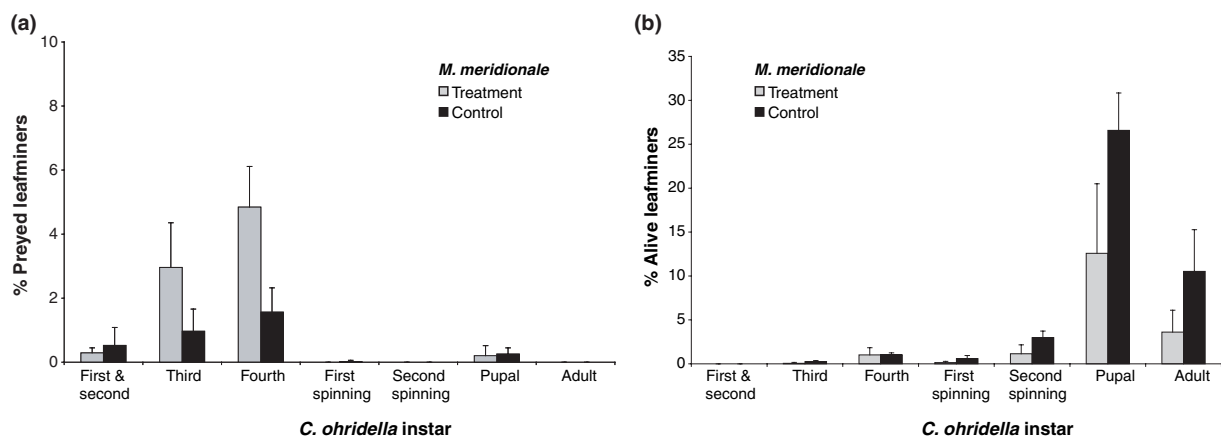 (a)
10
8
6
4
2
0
% Preyed leafminers
M. meridionale
Treatment
Control
First & second
Third
Fourth
First spinning
Second spinning
Pupal
Adult
C. ohridella instar
(b)
35
30
25
20
15
10
5
0
% Alive leafminers
M. meridionale
Treatment
Control
First & second
Third
Fourth
First spinning
Second spinning
Pupal
Adult
C. ohridella instar